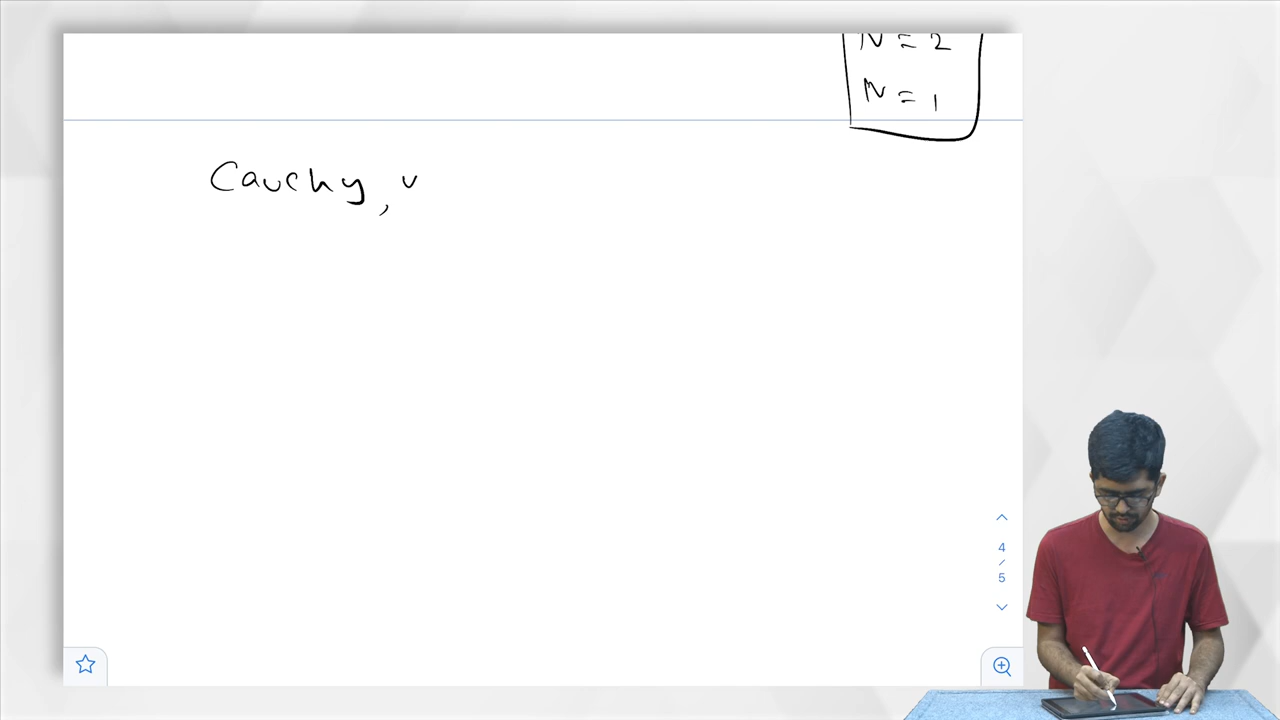 N = 2
N = 1
Cauchy, v
4
/
5